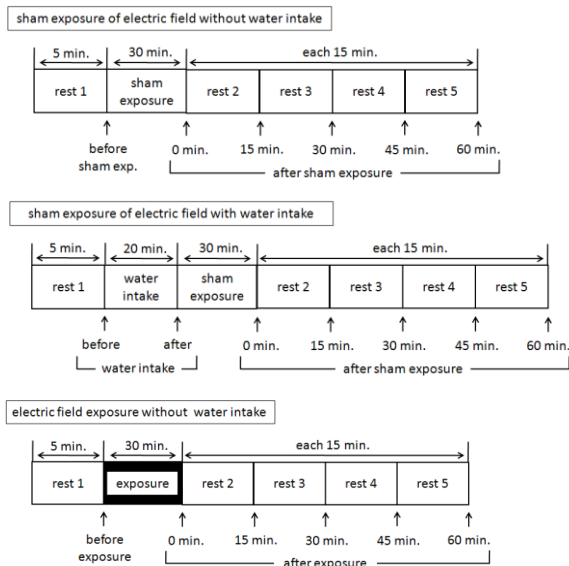 sham exposure of electric field without water intake
5 min. 30 min. each 15 min.
rest 1 sham exposure rest 2 rest 3 rest 4 rest 5
before sham exp. 0 min. 15 min. 30 min. 45 min. 60 min.
after sham exposure
sham exposure of electric field with water intake
5 min. 20 min. 30 min. each 15 min.
rest 1 water intake sham exposure rest 2 rest 3 rest 4 rest 5
before after 0 min. 15 min. 30 min. 45 min. 60 min.
water intake after sham exposure
electric field exposure without water intake
5 min. 30 min. each 15 min.
rest 1 exposure rest 2 rest 3 rest 4 rest 5
before exposure 0 min. 15 min. 30 min. 45 min. 60 min.
after exposure